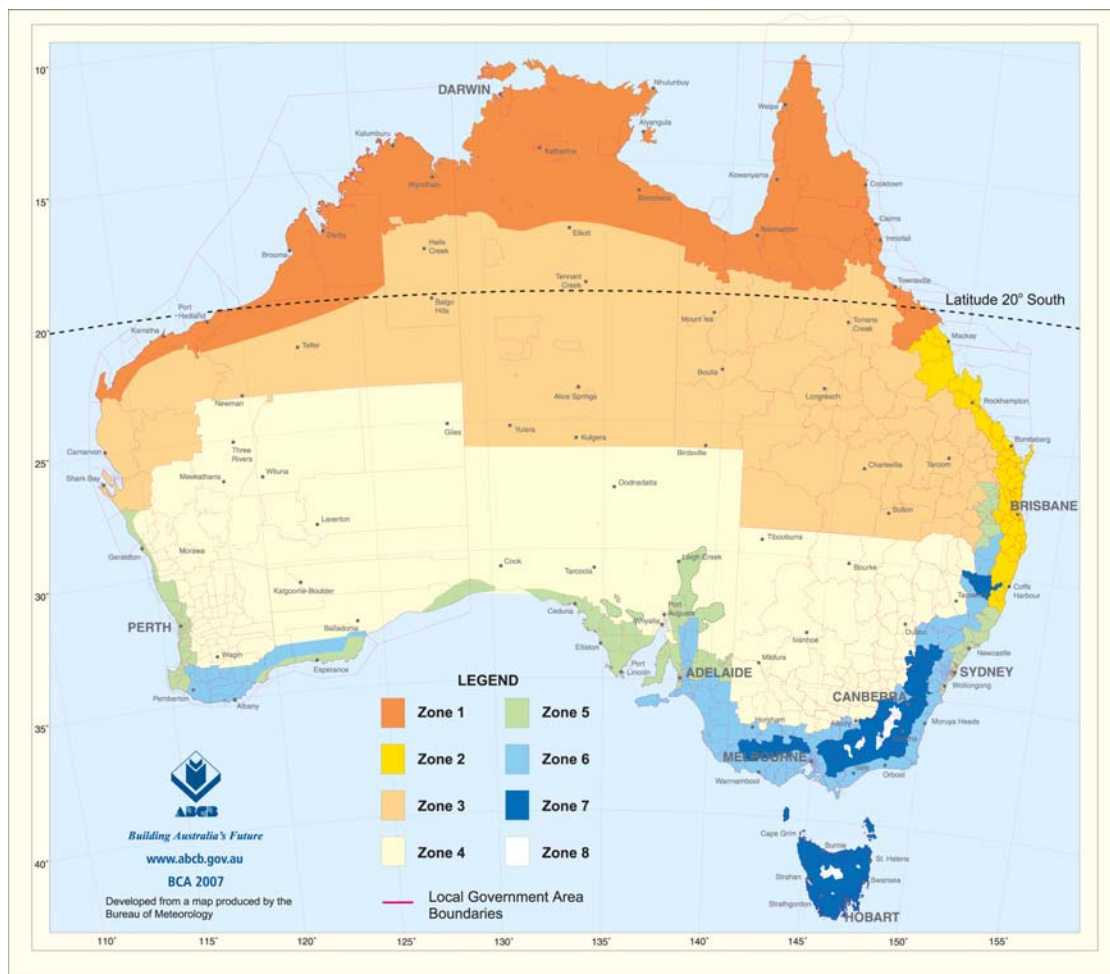 10°
15°
20°
25°
30°
35°
40°
110°
115°
120°
125°
130°
135°
140°
145°
150°
155°
DARWIN
Nhulunbuy
Alyangula
Weipa
Kalumburu
Katherine
Wyndham
Kowanyama
Cooktown
Borroloola
Cairns
Innisfail
Normanton
Derby
Broome
Halls
Creek
Elliott
Tennant
Creek
Townsville
Latitude 20° South
Port
Hedland
Karratha
Balgo
Hills
Mount Isa
Torrens
Creek
Mackay
Telfer
Boulia
Longreach
Alice Springs
Rockhampton
Newman
Giles
Yulara
Kulgera
Birdsville
Bundaberg
Carnarvon
Three
Rivers
Charleville
Taroom
Shark Bay
Meekatharra
Wiluna
Oodnadatta
BRISBANE
Laverton
Bollon
Tibooburra
Geraldton
Morawa
Cook
Tarcoola
Leigh Creek
Bourke
Coffs
Harbour
Kalgoorlie-Boulder
Ceduna
Port
Augusta
Whyalla
PERTH
Balladonia
Ivanhoe
Dubbo
Wagin
Elliston
Port
Lincoln
Mildura
Newcastle
Esperance
ADELAIDE
SYDNEY
Wollongong
Pemberton
Albany
CANBERRA
Horsham
Albury
Moruya Heads
MELBOURNE
Warrnambool
Orbost
LEGEND
Zone 1
Zone 2
Zone 3
Zone 4
Zone 5
Zone 6
Zone 7
Zone 8
Local Government Area
Boundaries
Cape Grim
Burnie
St. Helens
Strahan
Swansea
Strathgordon
HOBART
ABCB
Building Australia's Future
www.abcb.gov.au
BCA 2007
Developed from a map produced by the
Bureau of Meteorology